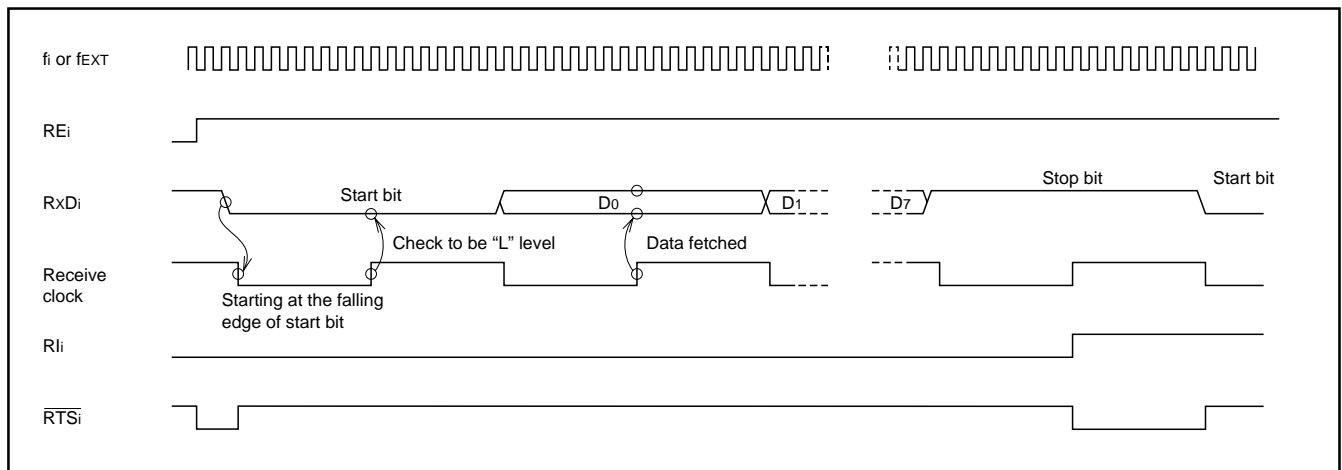 fi or fEXT
REi
RxDi
Start bit
D0
D1
D7
Stop bit
Start bit
Check to be “L” level
Data fetched
Receive
clock
Starting at the falling
edge of start bit
RIi
RTSi